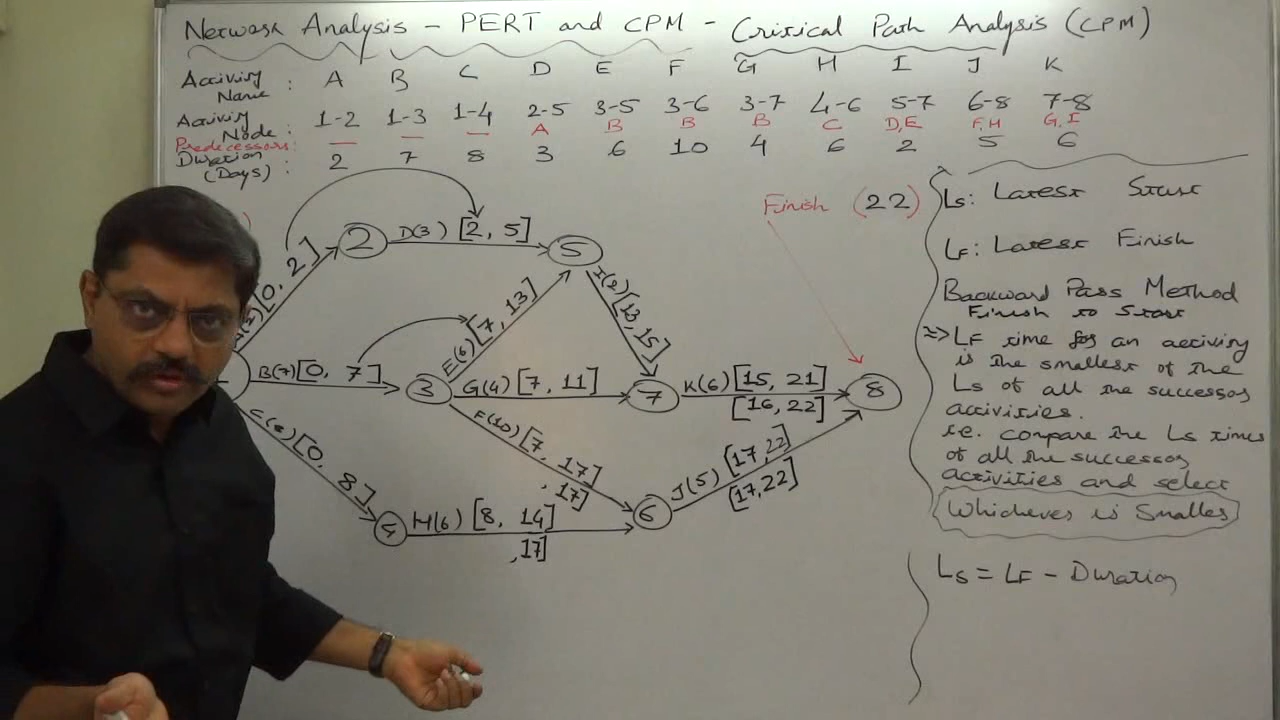 Network Analysis - PERT and CPM - Critical Path Analysis (CPM)
Activity Name : A B C D E F G H I J K
Activity Node : 1-2 1-3 1-4 2-5 3-5 3-6 3-7 4-6 5-7 6-8 7-8
Predecessors: — — — A B B B C D,E F,H G,I
Duration (Days) : 2 7 8 3 6 10 4 6 2 5 6
Finish (22)
[0, 2]
2
D(3) [2, 5]
5
I(2) [13, 15]
B(7) [0, 7]
3
E(6) [7, 13]
G(4) [7, 11]
7
K(6) [15, 21]
[16, 22]
8
F(10) [7, 17]
, 17]
C(8) [0, 8]
4
H(6) [8, 14]
, 17]
6
J(5) [17, 22]
[17, 22]
Ls: Latest Start
LF: Latest Finish
Backward Pass Method
Finish to Start
⇒ LF time for an activity
is the smallest of the
Ls of all the successor
activities.
i.e. compare the Ls times
of all the successor
activities and select
Whichever is Smaller
Ls = LF - Duration